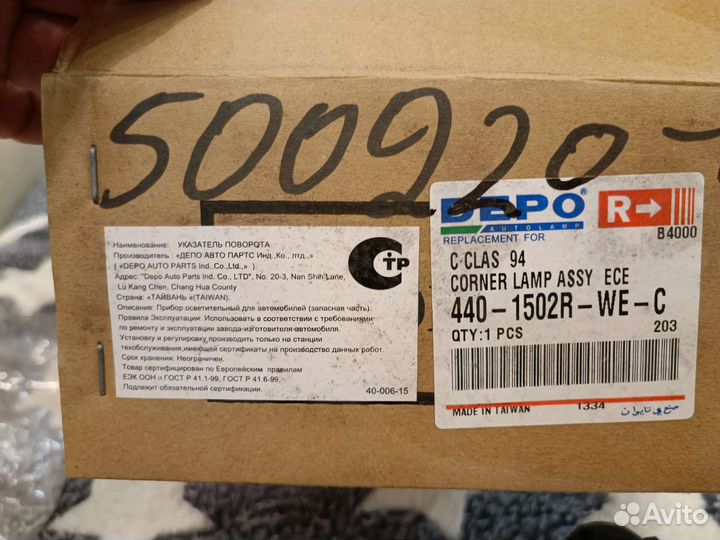 500920-
Наименование: УКАЗАТЕЛЬ ПОВОРОТА
Производитель: «ДЕПО АВТО ПАРТС Инд.,Ко., лтд.,»
(«DEPO AUTO PARTS Ind. Co.,Ltd.,» ).
Адрес: "Depo Auto Parts Ind. Co., LTD", No. 20-3, Nan Shih Lane,
Lu Kang Chen, Chang Hua County
Страна: «ТАЙВАНЬ «(TAIWAN).
Описание: Прибор осветительный для автомобилей (запасная часть).
Правила Эксплуатации: Использовать в соответствии с требованиями
по ремонту и эксплуатации завода-изготовителя автомобиля.
Установку и регулировку, производить только на станции
техобслуживания, имеющей сертификаты на производство данных работ.
Срок хранения: Неограничен.
Товар сертифицирован по Европейским правилам
ЕЭК ООН и ГОСТ Р 41.1-99, ГОСТ Р 41.6-99.
Подлежит обязательной сертификации.
40-006-15
Стр
DEPO
AUTOLAMP
R→
B4000
REPLACEMENT FOR
C CLAS 94
CORNER LAMP ASSY ECE
440-1502R-WE-C
QTY:1 PCS
203
MADE IN TAIWAN
1334
صنع في تايوان
Avito